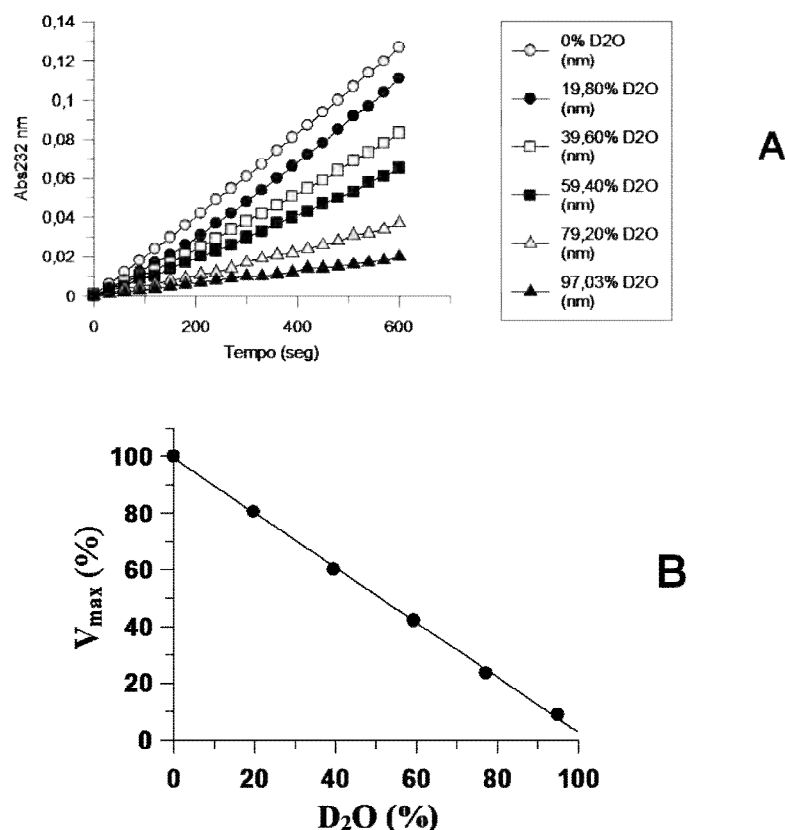 0,14
0,12
0,1
0,08
0,06
0,04
0,02
0
Abs232 nm
0
200
400
600
Tempo (seg)
0% D2O
(nm)
19,80% D2O
(nm)
39,60% D2O
(nm)
59,40% D2O
(nm)
79,20% D2O
(nm)
97,03% D2O
(nm)
A
100
80
60
40
20
0
Vmax (%)
0
20
40
60
80
100
D₂O (%)
B